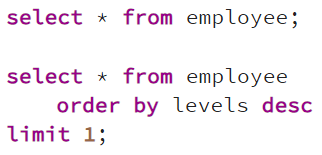 select * from employee;
select * from employee
order by levels desc
limit 1;